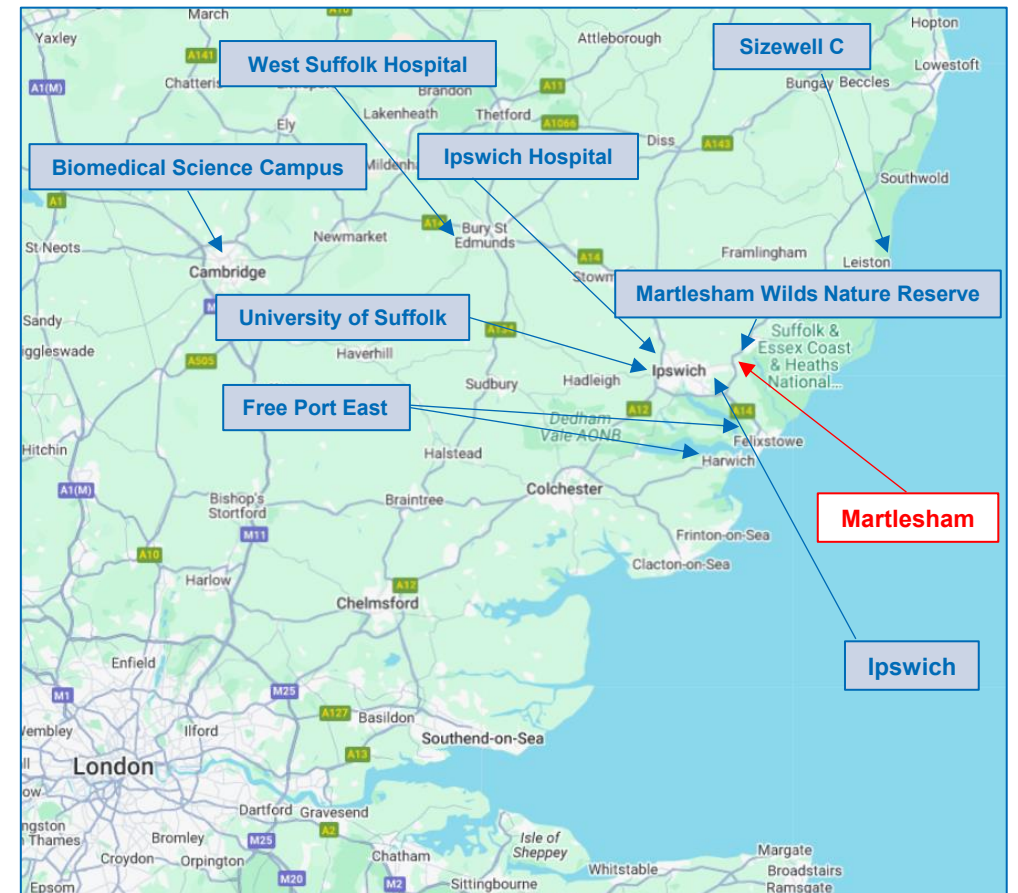 March
Hopton
Yaxley
Attleborough
Sizewell C
A141
West Suffolk Hospital
Lowestoft
Bungay Beccles
A1(M)
Chatteris
Brandon
A11
Lakenheath
Thetford
A1066
Ely
Diss
A143
Ipswich Hospital
Biomedical Science Campus
Southwold
A1
Newmarket
Bury St
Edmunds
St Neots
Framlingham
A14
Leiston
Cambridge
Martlesham Wilds Nature Reserve
University of Suffolk
Sandy
Suffolk &
Essex Coast
& Heaths
National...
iggleswade
Haverhill
A505
Ipswich
Sudbury
Hadleigh
Free Port East
A12
A14
Dedham
Vale AONB
Felixstowe
Hitchin
Halstead
Harwich
A1(M)
Colchester
Bishop's
Stortford
Braintree
Martlesham
M11
Frinton-on-Sea
A10
Clacton-on-Sea
Harlow
A12
Chelmsford
Enfield
Ipswich
M25
M1
A127
Basildon
Wembley
Ilford
Southend-on-Sea
A13
London
Dartford
Gravesend
ngston
Thames
A2
Bromley
M25
Isle of
Sheppey
Margate
Croydon
Orpington
Chatham
Whitstable
Broadstairs
Epsom
M20
M2
Sittingbourne
Ramsgate